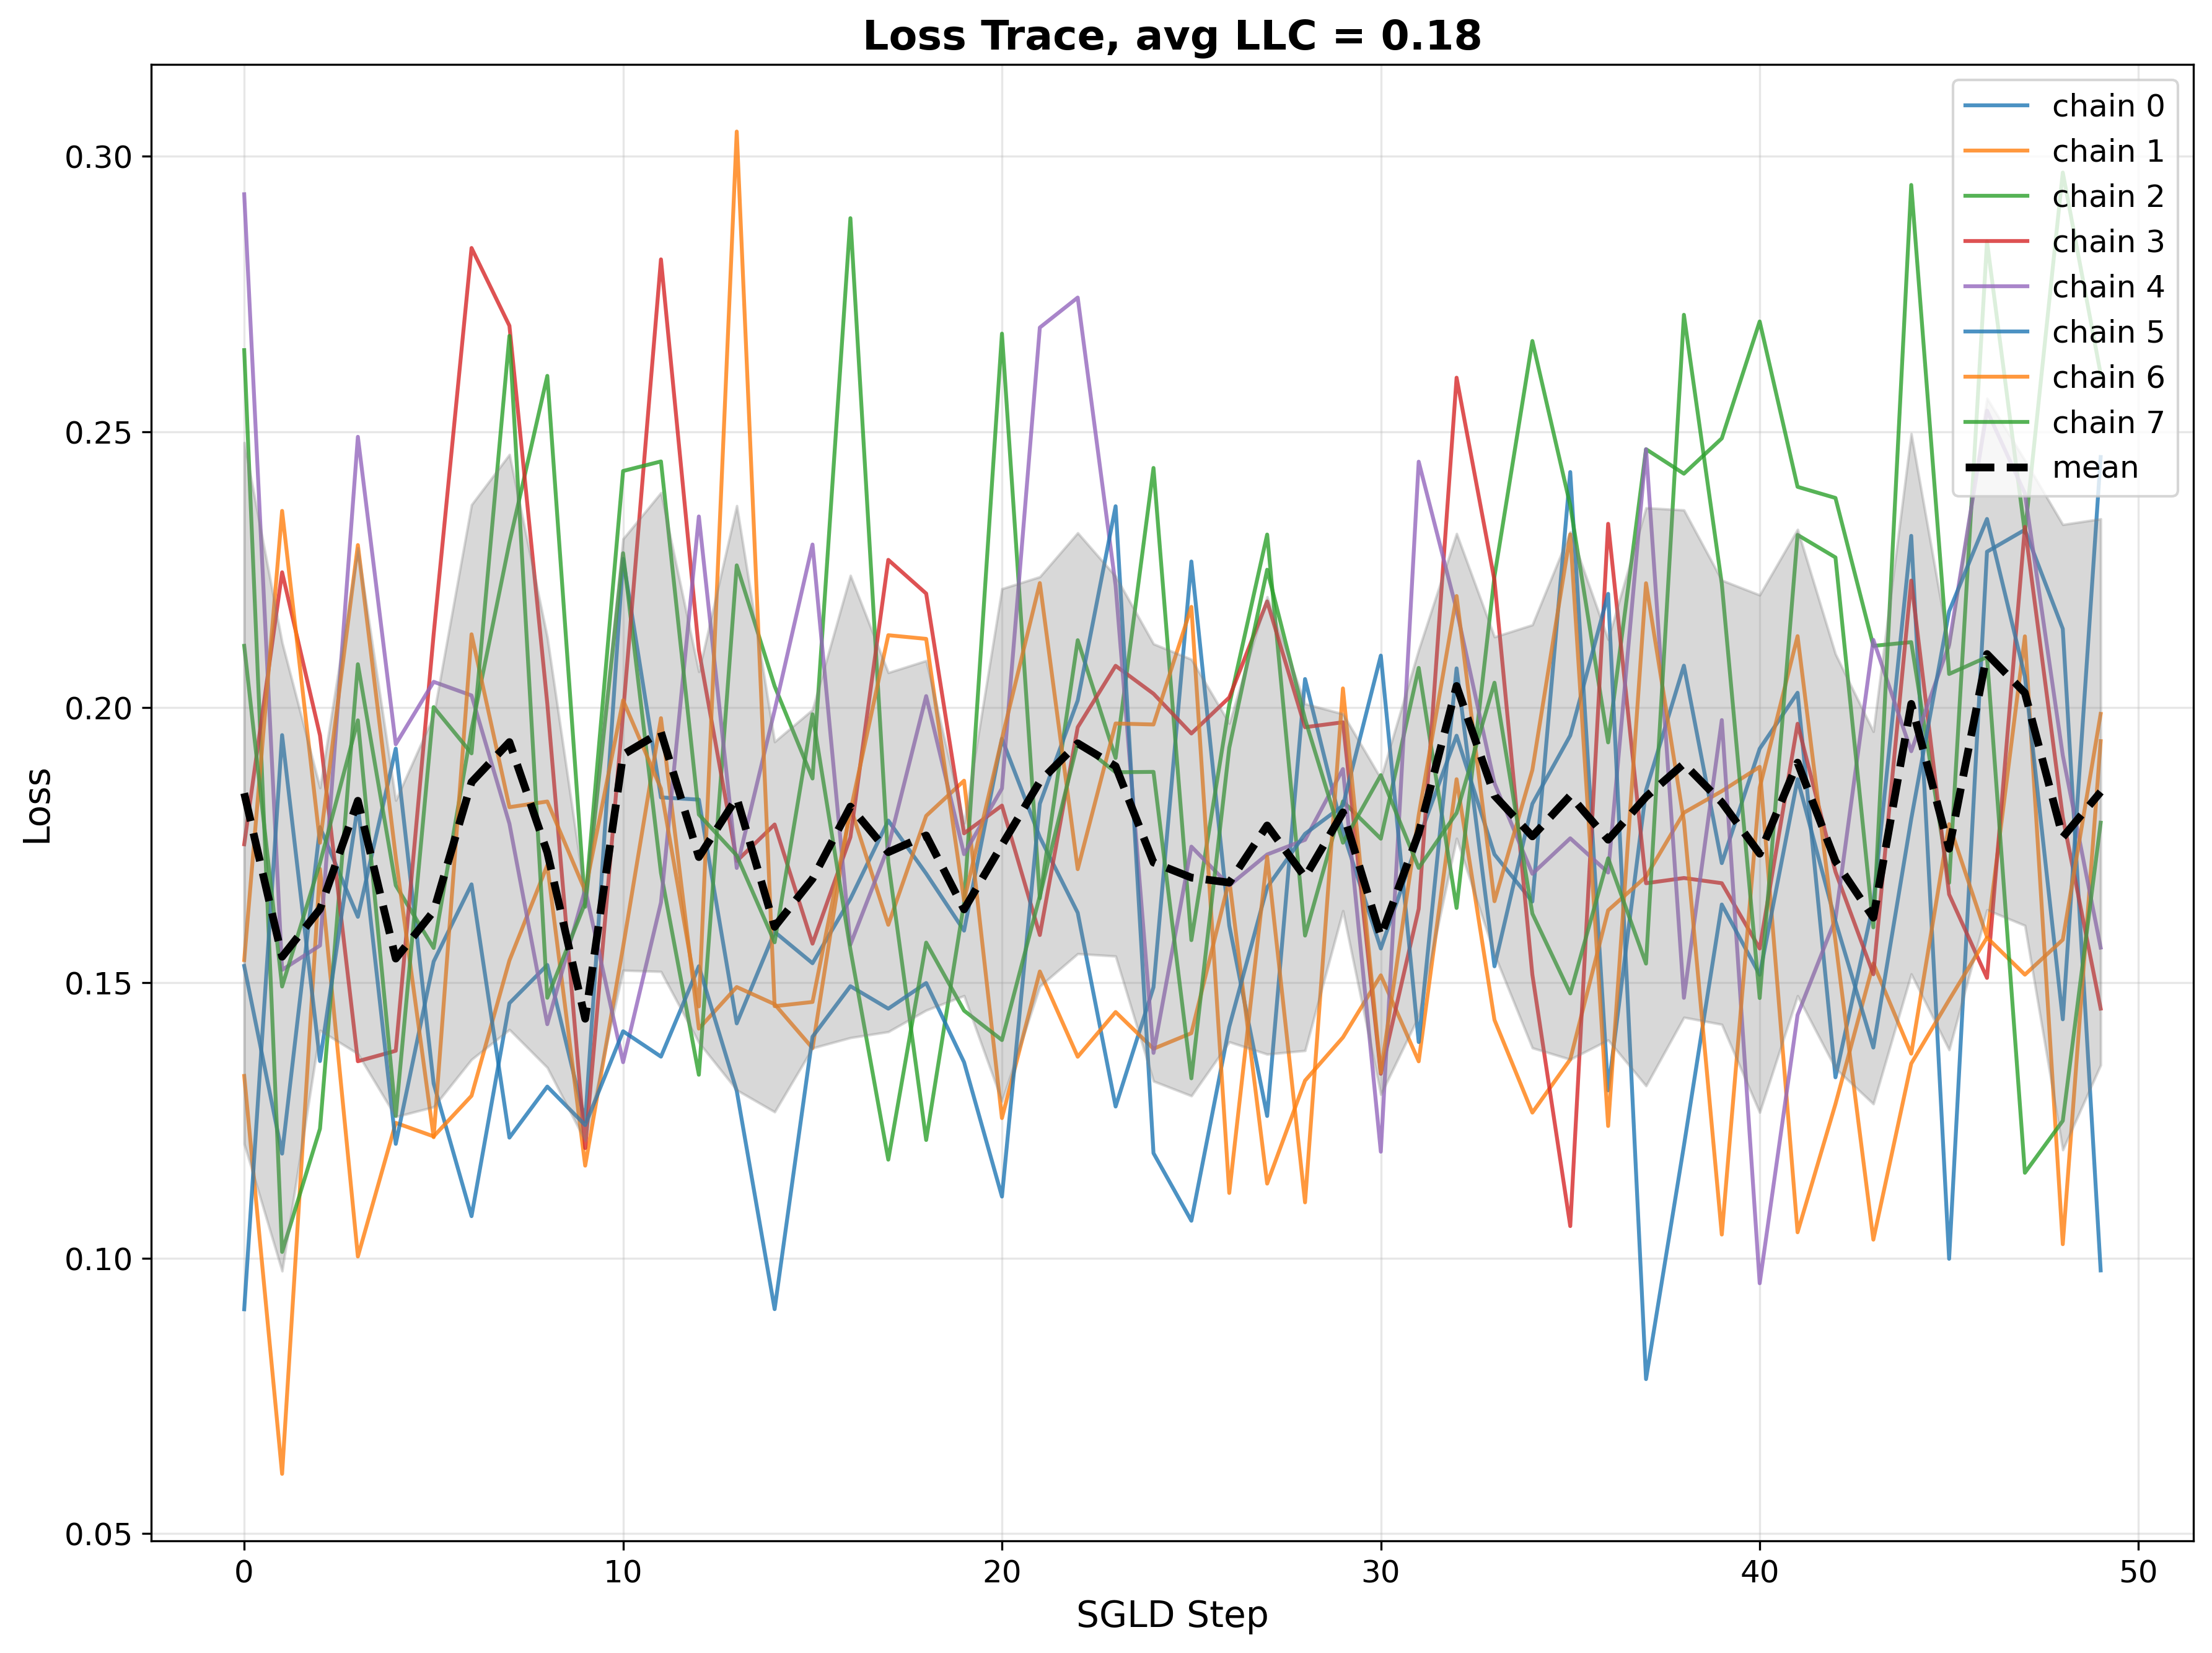 Loss Trace, avg LLC = 0.18
chain 0
chain 1
chain 2
chain 3
chain 4
chain 5
chain 6
chain 7
mean
Loss
0.30
0.25
0.20
0.15
0.10
0.05
0 10 20 30 40 50
SGLD Step